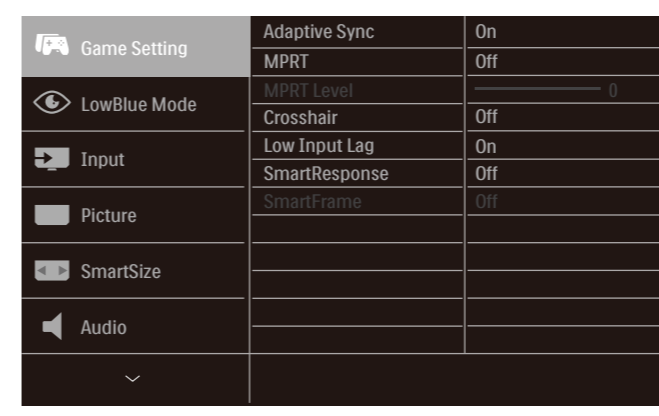 Game Setting
LowBlue Mode
Input
Picture
SmartSize
Audio
Adaptive Sync On
MPRT Off
MPRT Level 0
Crosshair Off
Low Input Lag On
SmartResponse Off
SmartFrame Off